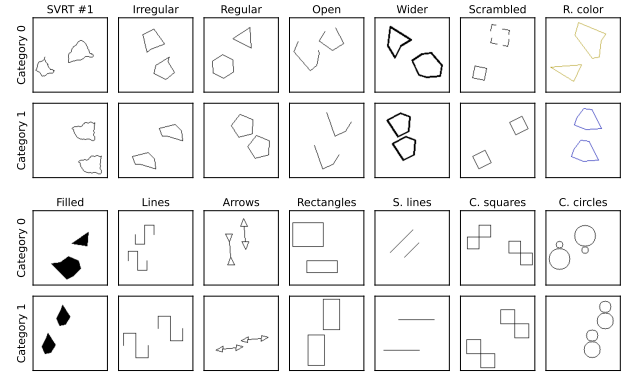 SVRT #1 Irregular Regular Open Wider Scrambled R. color
Category 0
Category 1
Filled Lines Arrows Rectangles S. lines C. squares C. circles
Category 0
Category 1